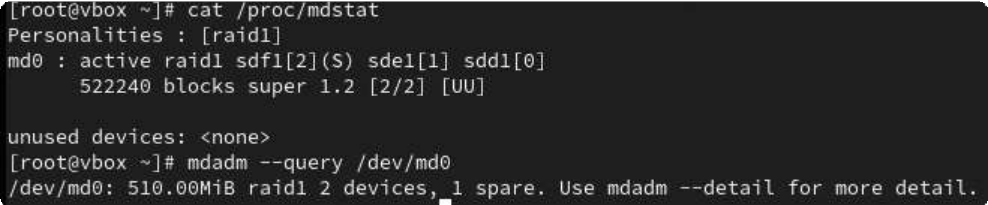 [root@vbox ~]# cat /proc/mdstat
Personalities : [raid1]
md0 : active raid1 sdf1[2](S) sde1[1] sdd1[0]
      522240 blocks super 1.2 [2/2] [UU]

unused devices: <none>
[root@vbox ~]# mdadm --query /dev/md0
/dev/md0: 510.00MiB raid1 2 devices, 1 spare. Use mdadm --detail for more detail.